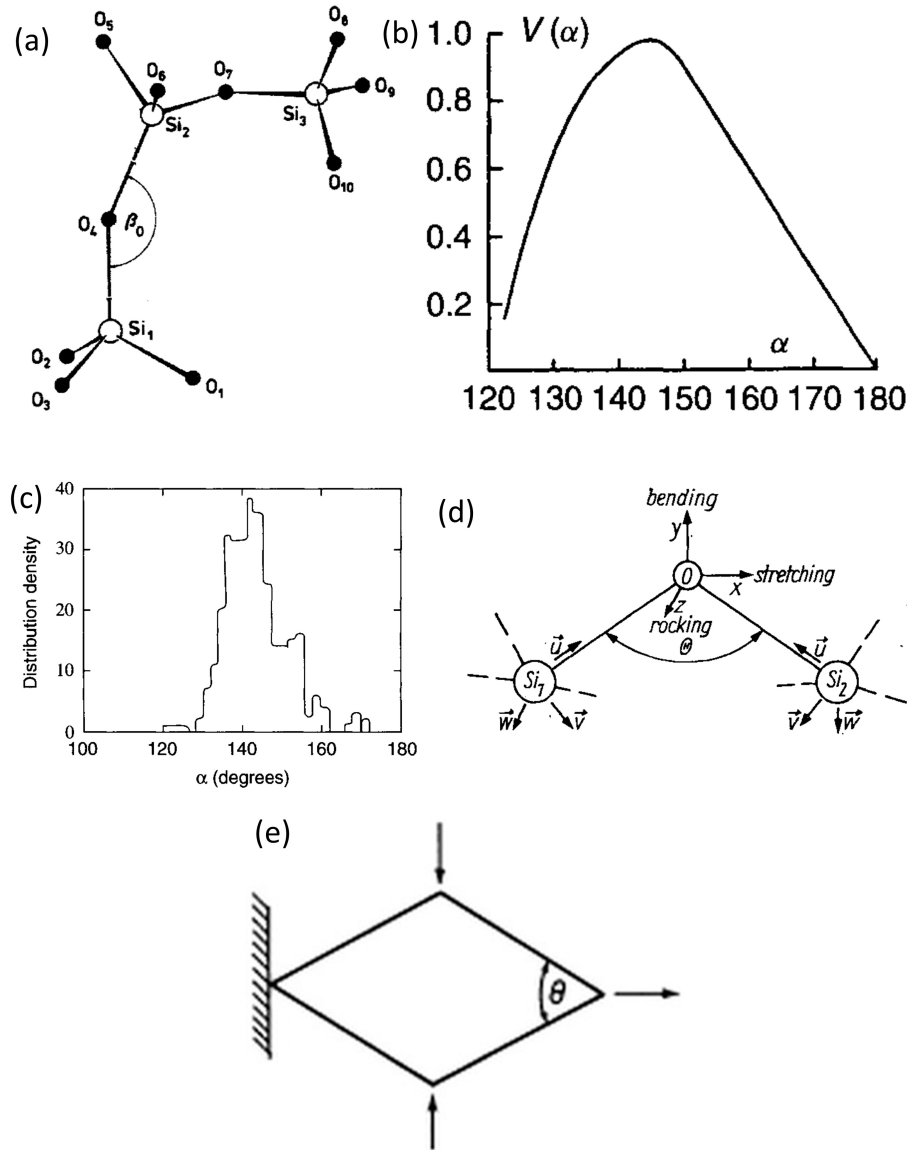 (a)
O₅
O₆
O₇
O₈
O₉
O₁₀
Si₂
Si₃
O₄
β₀
Si₁
O₂
O₃
O₁
(b)
V(α)
1.0
0.8
0.6
0.4
0.2
α
120 130 140 150 160 170 180
(c)
Distribution density
40
30
20
10
0
100 120 140 160 180
α (degrees)
(d)
bending
y
O
x
stretching
z
rocking
Θ
u⃗
u⃗
Si₁
Si₂
w⃗
v⃗
v⃗
w⃗
(e)
θ